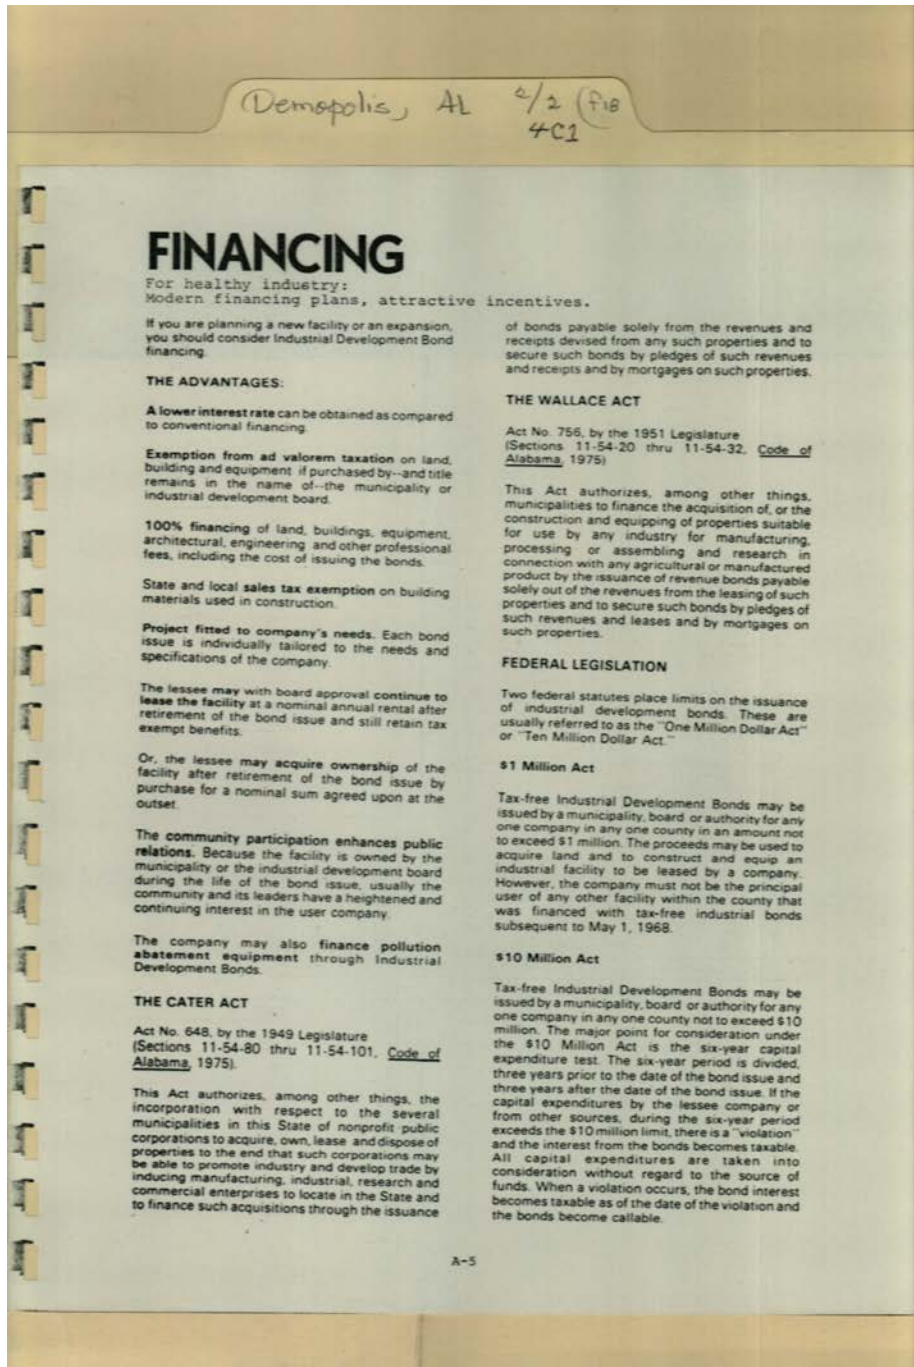 Demopolis, AL 2/2 (f18
4C1
FINANCING
For healthy industry:
Modern financing plans, attractive incentives.
If you are planning a new facility or an expansion,
you should consider Industrial Development Bond
financing.
THE ADVANTAGES:
A lower interest rate can be obtained as compared
to conventional financing.
Exemption from ad valorem taxation on land,
building and equipment if purchased by--and title
remains in the name of--the municipality or
industrial development board.
100% financing of land, buildings, equipment,
architectural, engineering and other professional
fees, including the cost of issuing the bonds.
State and local sales tax exemption on building
materials used in construction.
Project fitted to company's needs. Each bond
issue is individually tailored to the needs and
specifications of the company.
The lessee may with board approval continue to
lease the facility at a nominal annual rental after
retirement of the bond issue and still retain tax
exempt benefits.
Or, the lessee may acquire ownership of the
facility after retirement of the bond issue by
purchase for a nominal sum agreed upon at the
outset.
The community participation enhances public
relations. Because the facility is owned by the
municipality or the industrial development board
during the life of the bond issue, usually the
community and its leaders have a heightened and
continuing interest in the user company.
The company may also finance pollution
abatement equipment through Industrial
Development Bonds.
THE CATER ACT
Act No. 648, by the 1949 Legislature
(Sections 11-54-80 thru 11-54-101, Code of
Alabama, 1975).
This Act authorizes, among other things, the
incorporation with respect to the several
municipalities in this State of nonprofit public
corporations to acquire, own, lease and dispose of
properties to the end that such corporations may
be able to promote industry and develop trade by
inducing manufacturing, industrial, research and
commercial enterprises to locate in the State and
to finance such acquisitions through the issuance
of bonds payable solely from the revenues and
receipts devised from any such properties and to
secure such bonds by pledges of such revenues
and receipts and by mortgages on such properties.
THE WALLACE ACT
Act No. 756, by the 1951 Legislature
(Sections 11-54-20 thru 11-54-32, Code of
Alabama, 1975)
This Act authorizes, among other things,
municipalities to finance the acquisition of, or the
construction and equipping of properties suitable
for use by any industry for manufacturing,
processing or assembling and research in
connection with any agricultural or manufactured
product by the issuance of revenue bonds payable
solely out of the revenues from the leasing of such
properties and to secure such bonds by pledges of
such revenues and leases and by mortgages on
such properties.
FEDERAL LEGISLATION
Two federal statutes place limits on the issuance
of industrial development bonds. These are
usually referred to as the "One Million Dollar Act"
or "Ten Million Dollar Act."
$1 Million Act
Tax-free Industrial Development Bonds may be
issued by a municipality, board or authority for any
one company in any one county in an amount not
to exceed $1 million. The proceeds may be used to
acquire land and to construct and equip an
industrial facility to be leased by a company.
However, the company must not be the principal
user of any other facility within the county that
was financed with tax-free industrial bonds
subsequent to May 1, 1968.
$10 Million Act
Tax-free Industrial Development Bonds may be
issued by a municipality, board or authority for any
one company in any one county not to exceed $10
million. The major point for consideration under
the $10 Million Act is the six-year capital
expenditure test. The six-year period is divided,
three years prior to the date of the bond issue and
three years after the date of the bond issue. If the
capital expenditures by the lessee company or
from other sources, during the six-year period
exceeds the $10 million limit, there is a "violation"
and the interest from the bonds becomes taxable.
All capital expenditures are taken into
consideration without regard to the source of
funds. When a violation occurs, the bond interest
becomes taxable as of the date of the violation and
the bonds become callable.
A-5